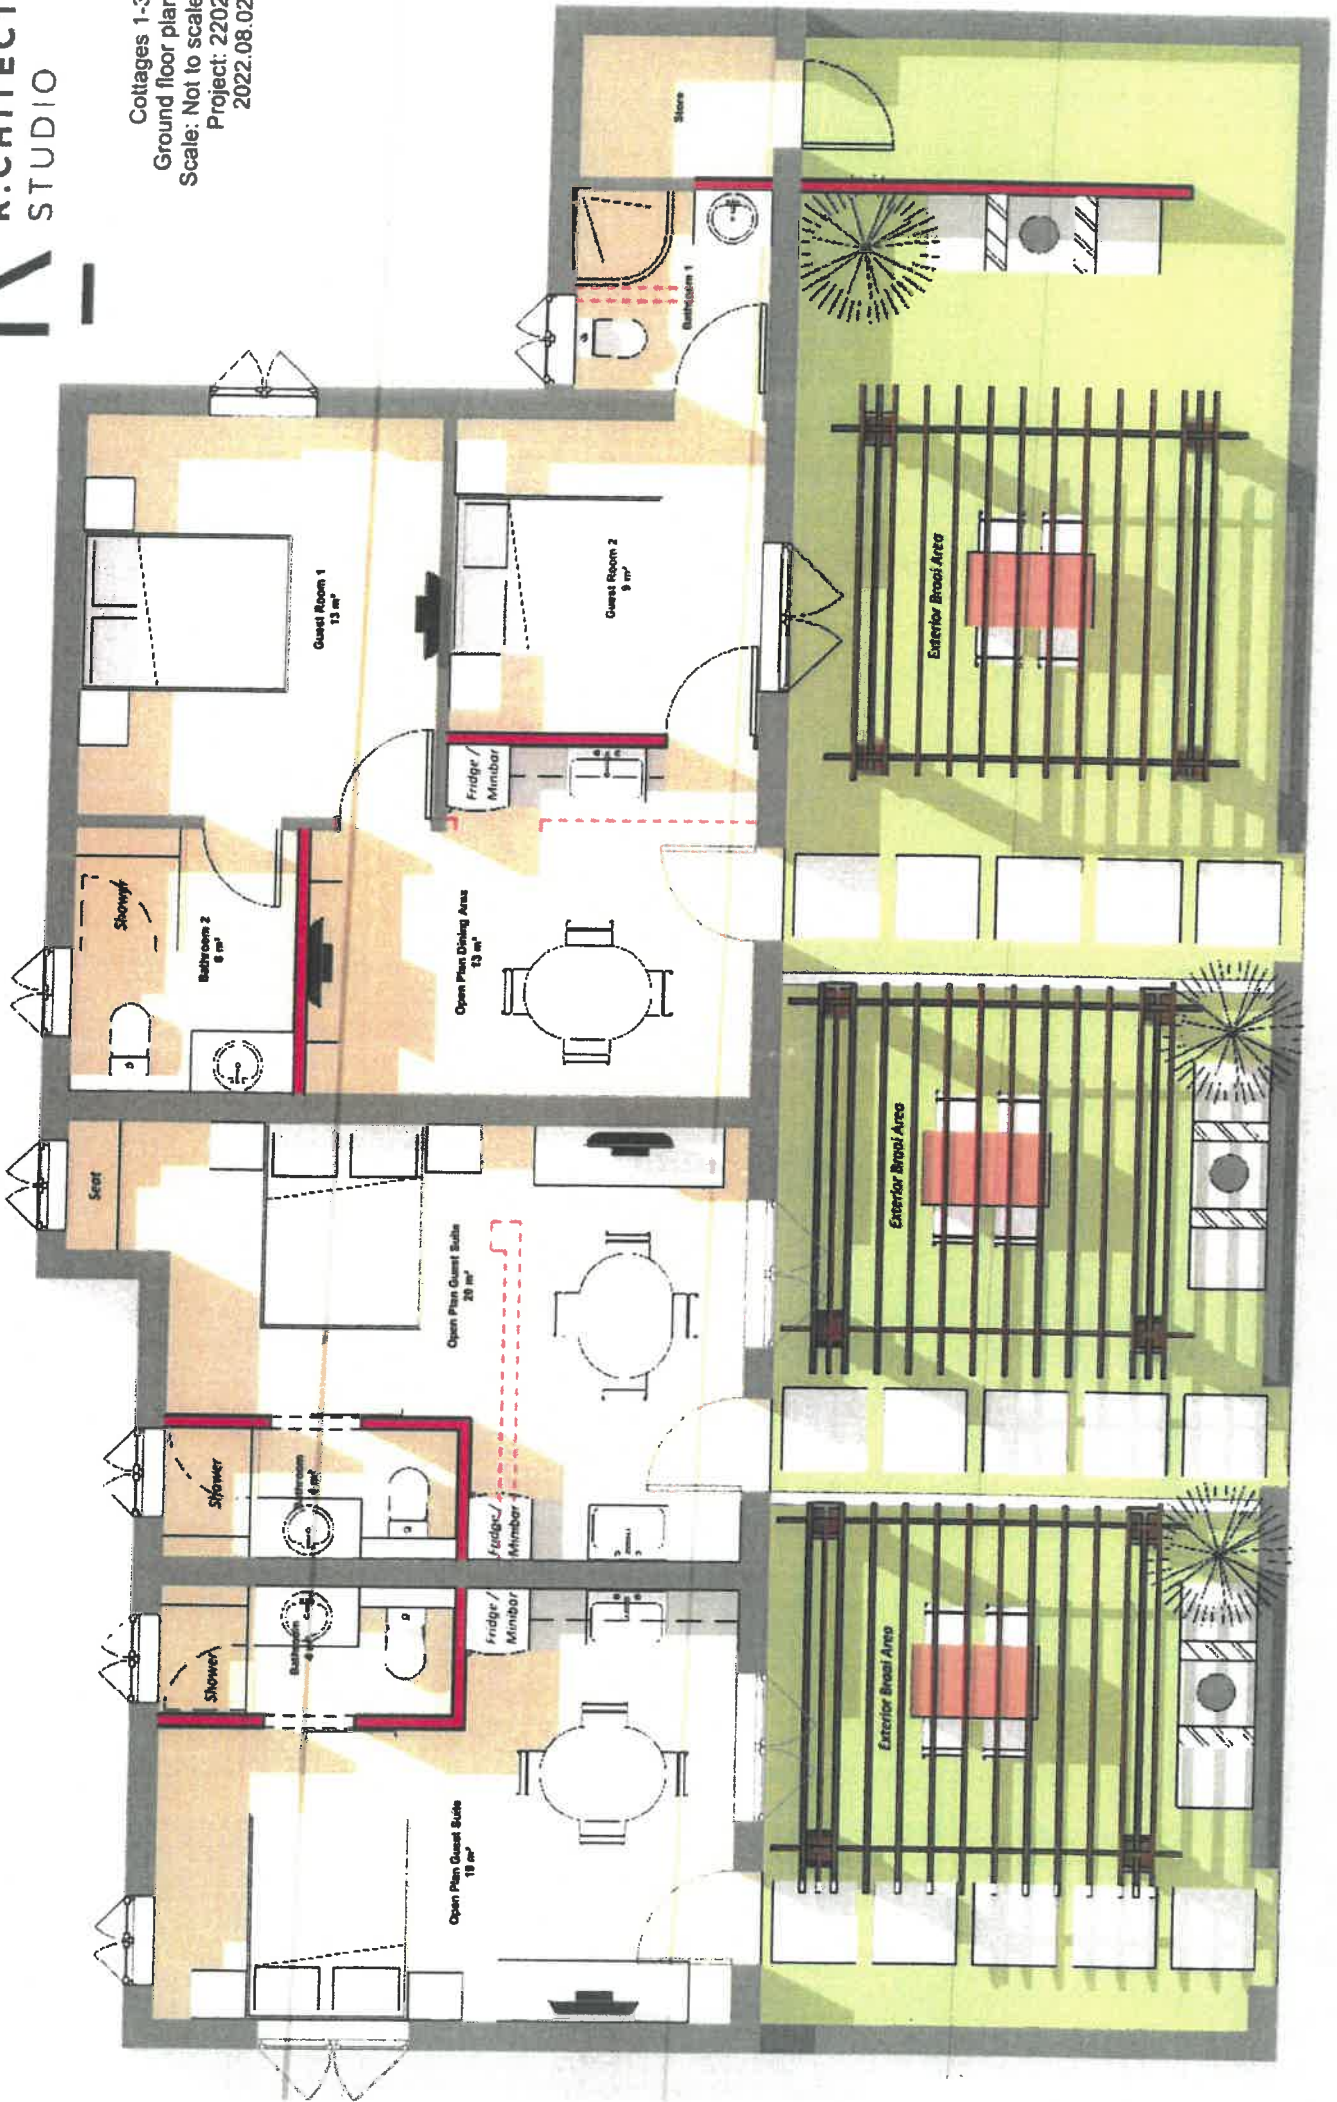 STUDIO
Cottages 1-3
Ground floor plan
Scale: Not to scale
Project: 2202
2022.08.02
Store
Bathroom 1
Guest Room 1
13 m²
Guest Room 2
9 m²
Exterior Braai Area
Fridge /
Minibar
Shower
Bathroom 2
6 m²
Open Plan Dining Area
13 m²
Seat
Open Plan Guest Suite
20 m²
Exterior Braai Area
Shower
Bathroom
4 m²
Fridge /
Minibar
Shower
Bathroom
Fridge /
Minibar
Open Plan Guest Suite
19 m²
Exterior Braai Area